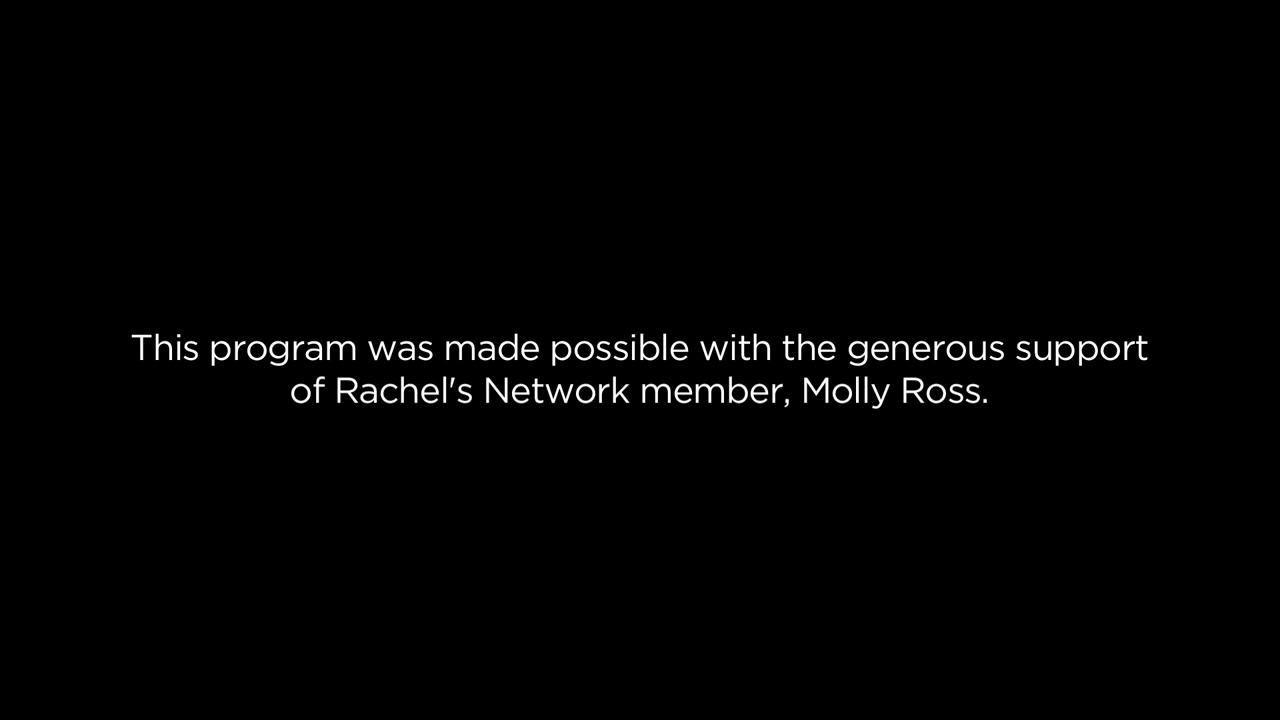 This program was made possible with the generous support
of Rachel's Network member, Molly Ross.